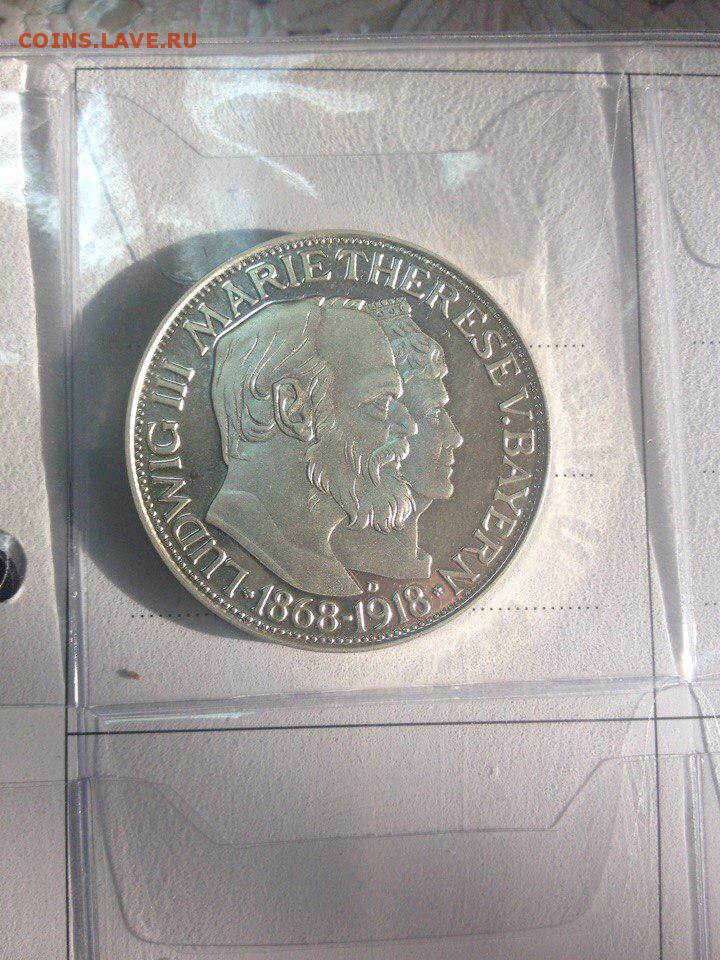 COINS.LAVE.RU
LUDWIG III MARIE THERESE V. BAYERN
* 1868-1918 *
D